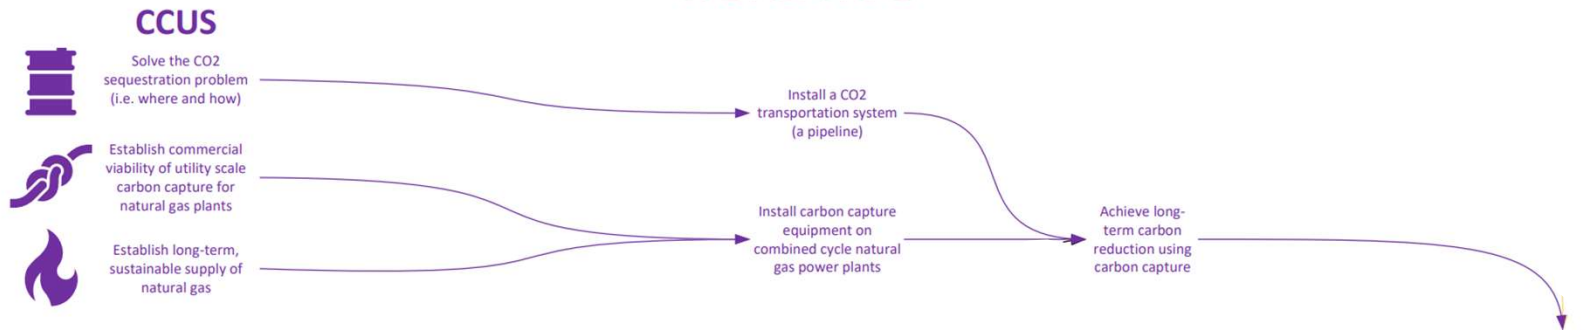 CCUS
Solve the CO2
sequestration problem
(i.e. where and how)
Install a CO2
transportation system
(a pipeline)
Establish commercial
viability of utility scale
carbon capture for
natural gas plants
Install carbon capture
equipment on
combined cycle natural
gas power plants
Achieve long-
term carbon
reduction using
carbon capture
Establish long-term,
sustainable supply of
natural gas